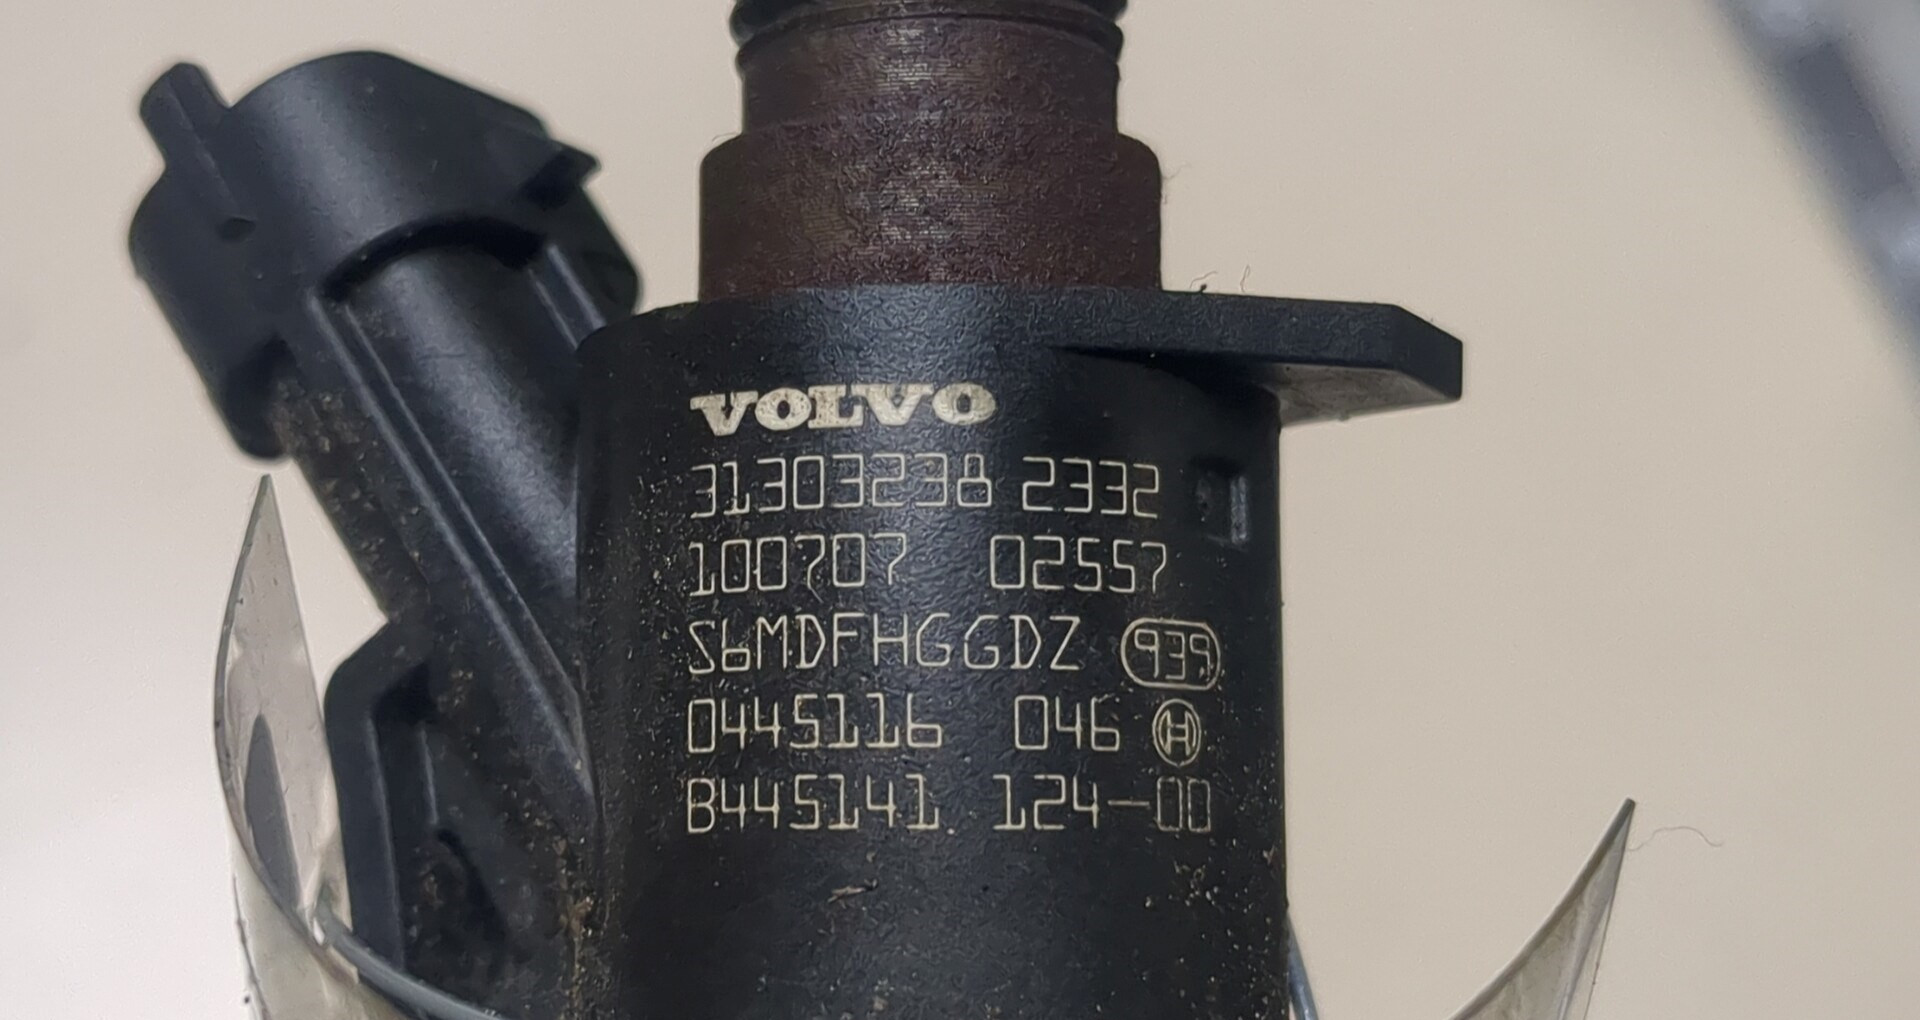 VOLVO
31303238 2332
100707 02557
S6MDFHGGDZ 939
0445116 046 H
B445141 124-00